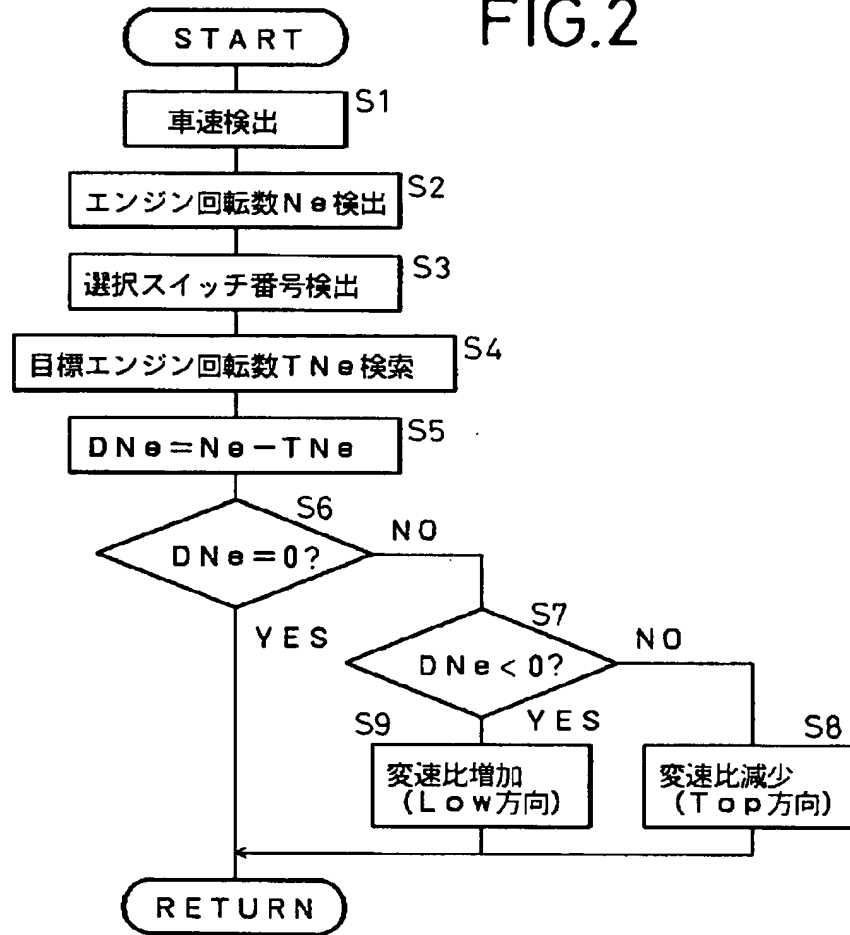 FIG.2
START
S1
車速検出
S2
エンジン回転数Ne検出
S3
選択スイッチ番号検出
S4
目標エンジン回転数TNe検索
S5
DNe=Ne-TNe
S6
DNe=0?
NO
YES
S7
DNe<0?
NO
YES
S9
変速比増加
(Low方向)
S8
変速比減少
(Top方向)
RETURN